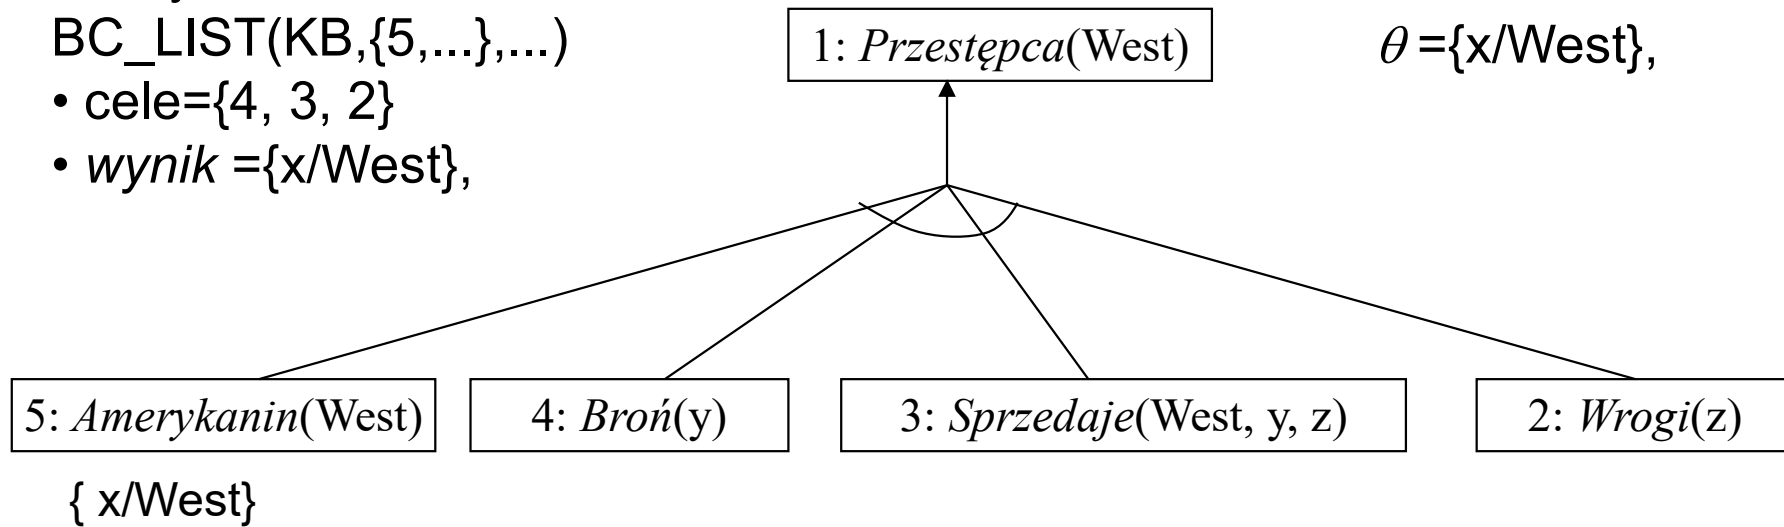 BC_LIST(KB,{5,...},...)
• cele={4, 3, 2}
• wynik ={x/West},
1: Przestępca(West)
θ ={x/West},
5: Amerykanin(West)
4: Broń(y)
3: Sprzedaje(West, y, z)
2: Wrogi(z)
{ x/West}